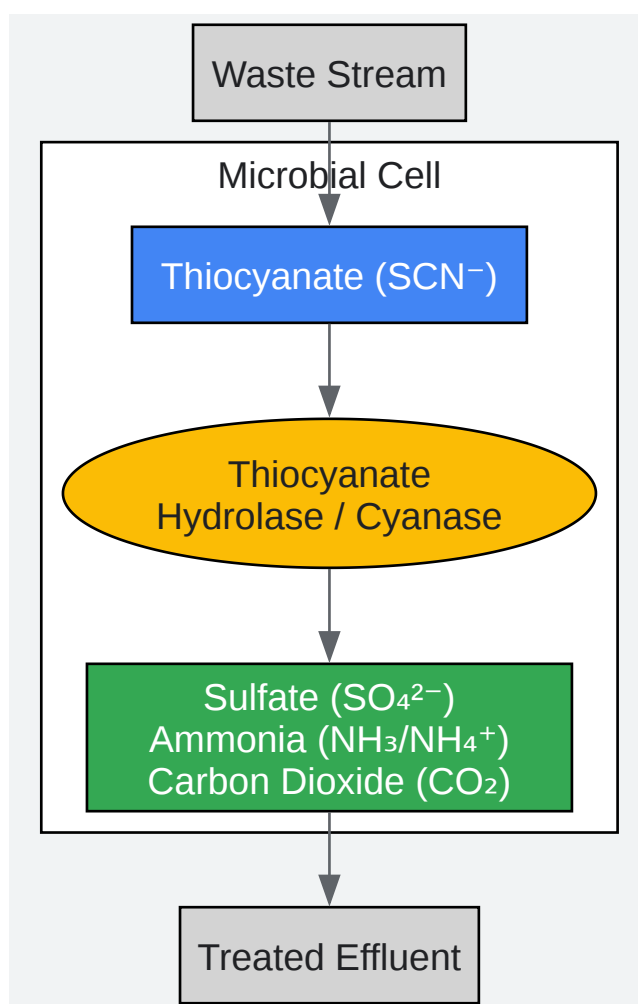 Waste Stream
Microbial Cell
Thiocyanate (SCN⁻)
Thiocyanate
Hydrolase / Cyanase
Sulfate (SO₄²⁻)
Ammonia (NH₃/NH₄⁺)
Carbon Dioxide (CO₂)
Treated Effluent